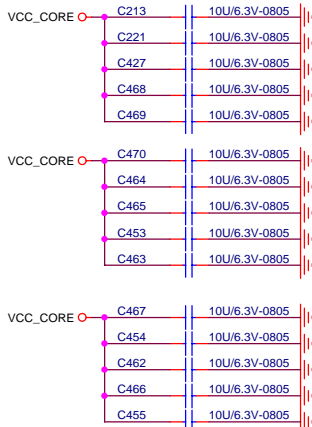 C213 10U/6.3V-0805
VCC_CORE
C221 10U/6.3V-0805
C427 10U/6.3V-0805
C468 10U/6.3V-0805
C469 10U/6.3V-0805
C470 10U/6.3V-0805
VCC_CORE
C464 10U/6.3V-0805
C465 10U/6.3V-0805
C453 10U/6.3V-0805
C463 10U/6.3V-0805
C467 10U/6.3V-0805
VCC_CORE
C454 10U/6.3V-0805
C462 10U/6.3V-0805
C466 10U/6.3V-0805
C455 10U/6.3V-0805